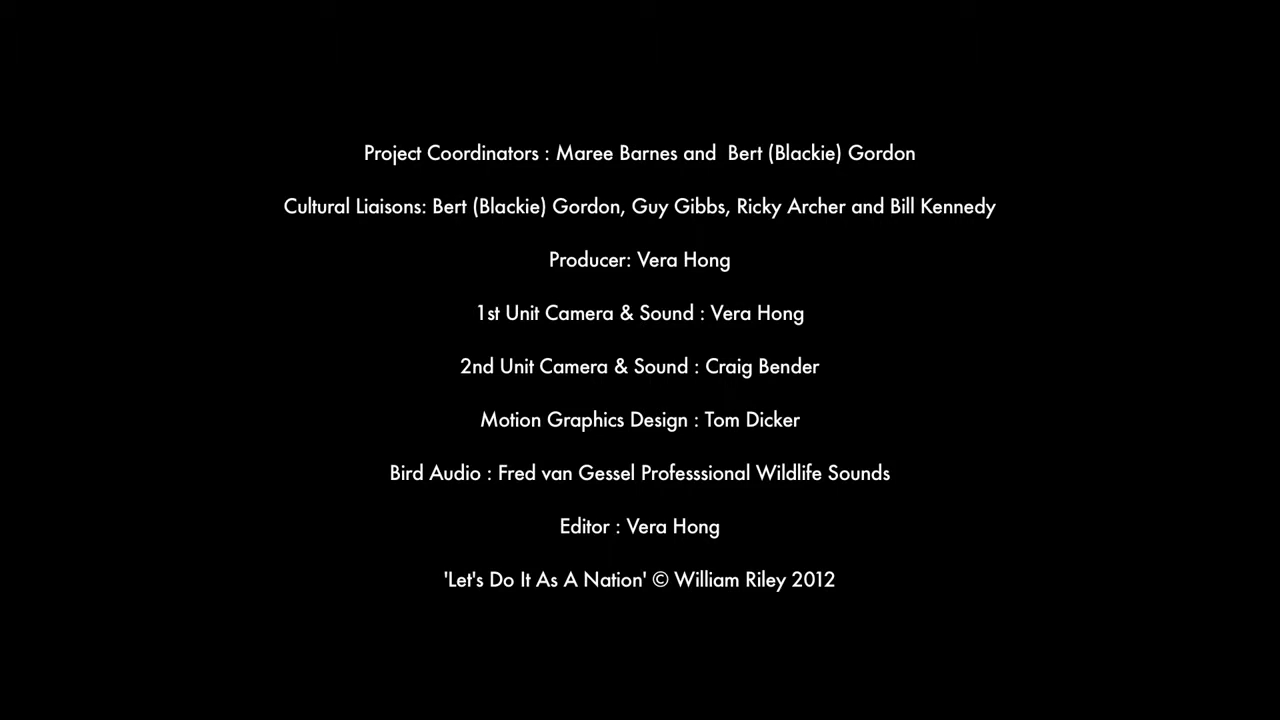 Project Coordinators : Maree Barnes and  Bert (Blackie) Gordon
Cultural Liaisons: Bert (Blackie) Gordon, Guy Gibbs, Ricky Archer and Bill Kennedy
Producer: Vera Hong
1st Unit Camera & Sound : Vera Hong
2nd Unit Camera & Sound : Craig Bender
Motion Graphics Design : Tom Dicker
Bird Audio : Fred van Gessel Professsional Wildlife Sounds
Editor : Vera Hong
'Let's Do It As A Nation' © William Riley 2012